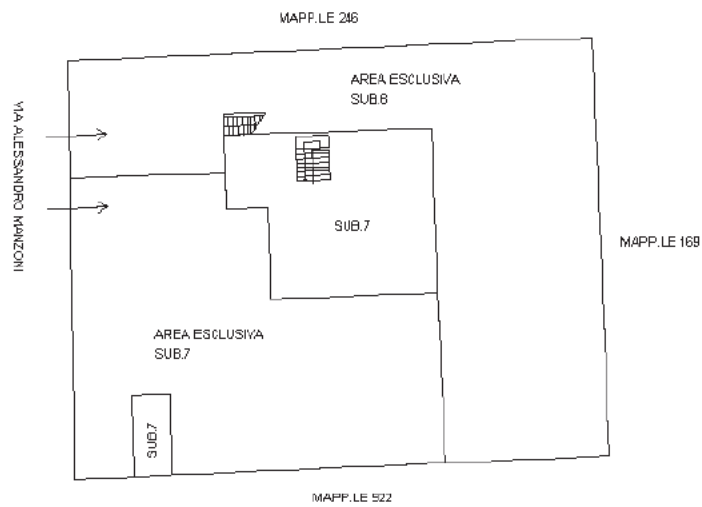 MAPP.LE 246
AREA ESCLUSIVA
SUB.6
VIA ALESSANDRO MANZONI
SUB.7
MAPP.LE 169
AREA ESCLUSIVA
SUB.7
SUB.7
MAPP.LE 922